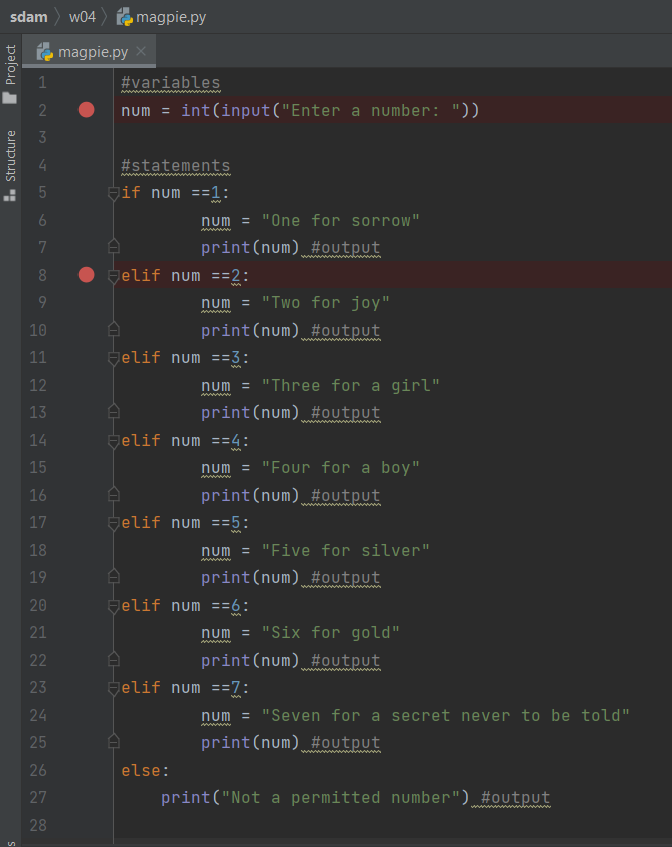 sdam w04 magpie.py
magpie.py
Project
Structure
1 #variables
2 num = int(input("Enter a number: "))
3
4 #statements
5 if num ==1:
6         num = "One for sorrow"
7         print(num) #output
8 elif num ==2:
9         num = "Two for joy"
10         print(num) #output
11 elif num ==3:
12         num = "Three for a girl"
13         print(num) #output
14 elif num ==4:
15         num = "Four for a boy"
16         print(num) #output
17 elif num ==5:
18         num = "Five for silver"
19         print(num) #output
20 elif num ==6:
21         num = "Six for gold"
22         print(num) #output
23 elif num ==7:
24         num = "Seven for a secret never to be told"
25         print(num) #output
26 else:
27     print("Not a permitted number") #output
28